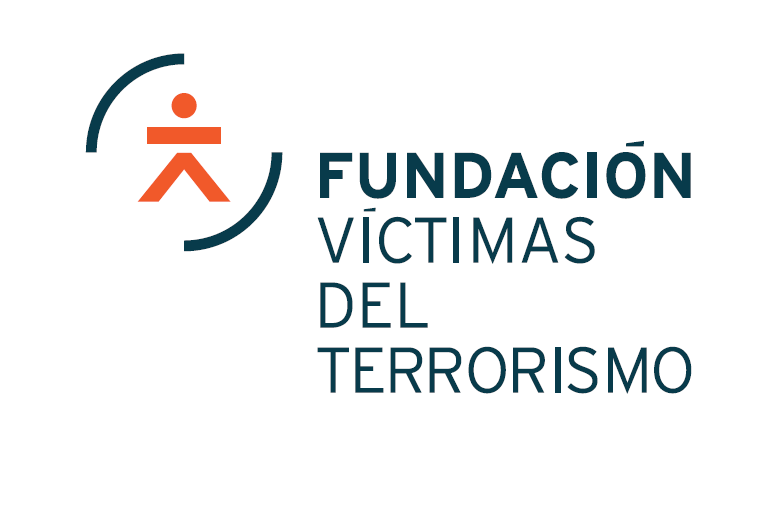 FUNDACIÓN
VÍCTIMAS
DEL
TERRORISMO